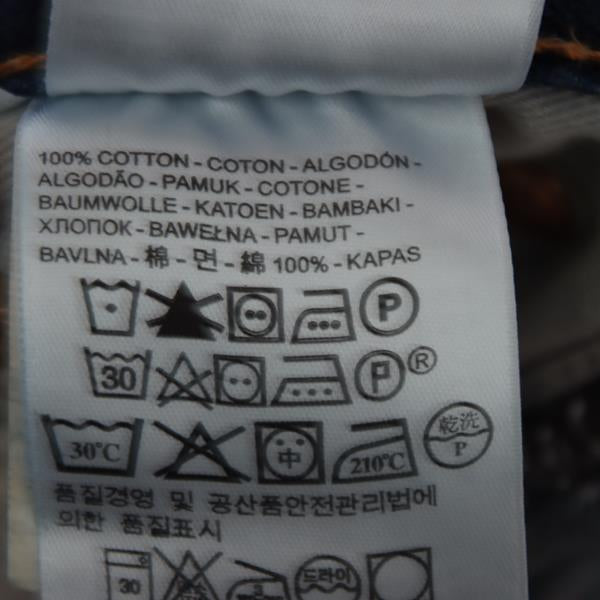 100% COTTON - COTON - ALGODÓN -
ALGODÃO - PAMUK - COTONE -
BAUMWOLLE - KATOEN - BAMBAKI -
ХЛОПОК - BAWEŁNA - PAMUT -
BAVLNA - 棉 - 면 - 綿 100% - KAPAS
P
30 P ®
30°C 中 210°C 乾洗 P
품질경영 및 공산품안전관리법에
의한 품질표시
30 드라이